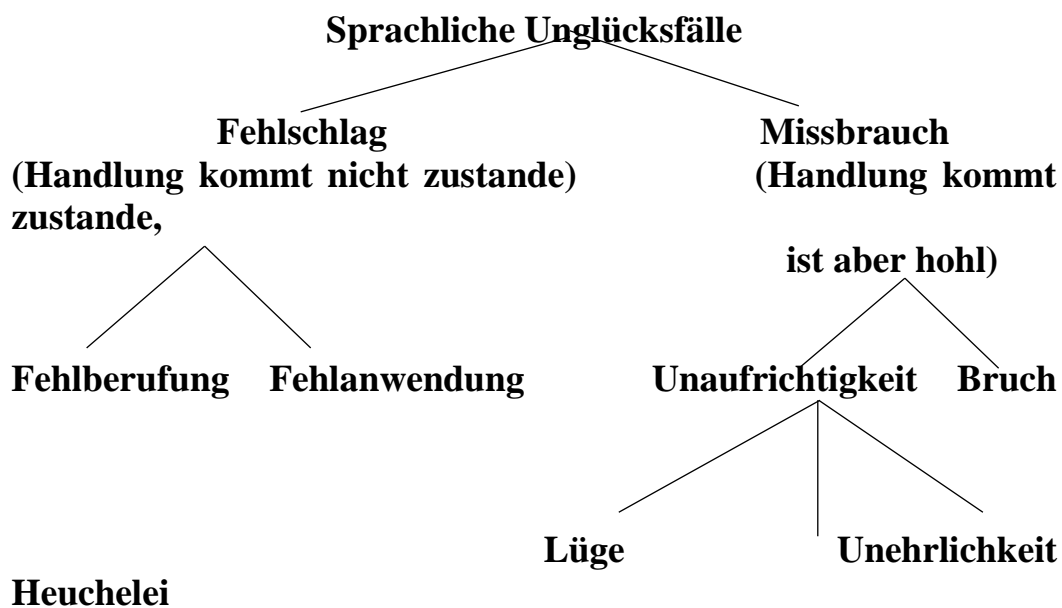 Sprachliche Unglücksfälle
Fehlschlag Missbrauch
(Handlung kommt nicht zustande) (Handlung kommt
zustande,
ist aber hohl)
Fehlberufung Fehlanwendung Unaufrichtigkeit Bruch
Lüge Unehrlichkeit
Heuchelei